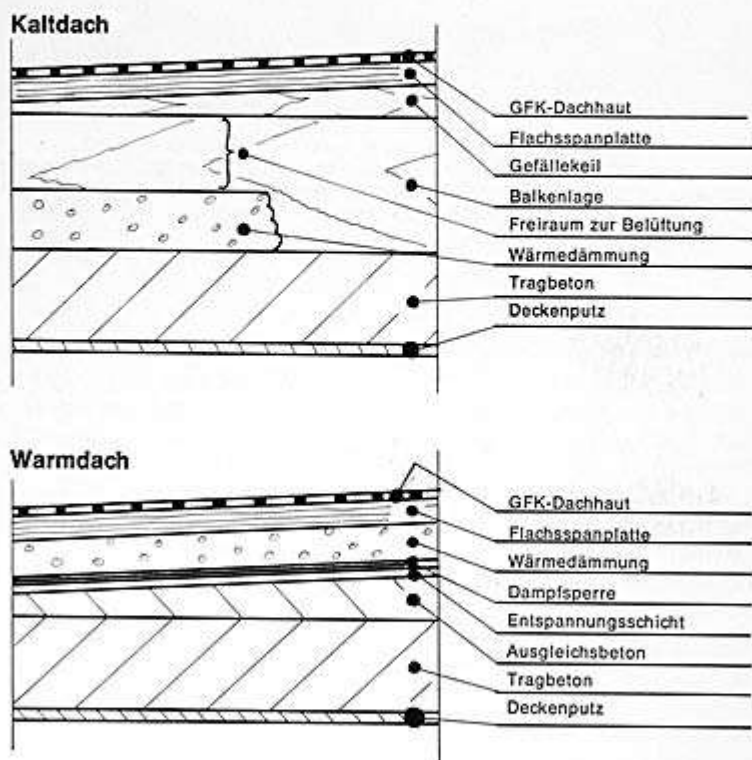 Kaltdach
GFK-Dachhaut
Flachsspanplatte
Gefällekeil
Balkenlage
Freiraum zur Belüftung
Wärmedämmung
Tragbeton
Deckenputz
Warmdach
GFK-Dachhaut
Flachsspanplatte
Wärmedämmung
Dampfsperre
Entspannungsschicht
Ausgleichsbeton
Tragbeton
Deckenputz